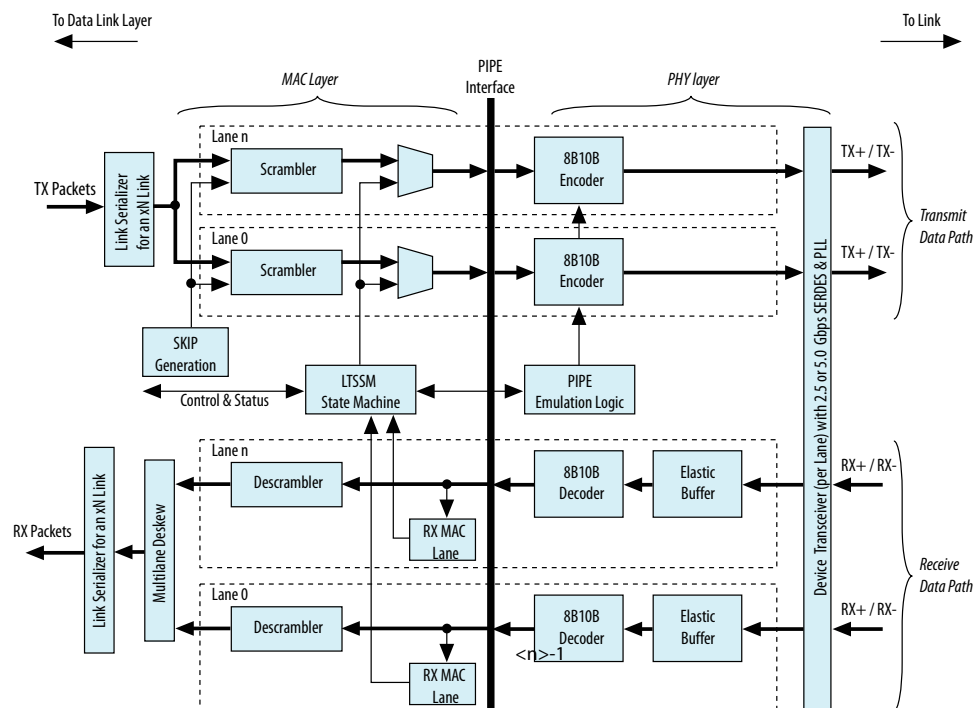 To Data Link Layer
To Link
MAC Layer
PIPE
Interface
PHY layer
Lane n
Scrambler
8B10B
Encoder
TX+ / TX-
TX Packets
Link Serializer
for an xN Link
Transmit
Data Path
Lane 0
Scrambler
8B10B
Encoder
TX+ / TX-
SKIP
Generation
Control & Status
LTSSM
State Machine
PIPE
Emulation Logic
Device Transceiver (per Lane) with 2.5 or 5.0 Gbps SERDES & PLL
Lane n
Descrambler
8B10B
Decoder
Elastic
Buffer
RX+ / RX-
RX MAC
Lane
RX Packets
Link Serializer for an xN Link
Multilane Deskew
Receive
Data Path
Lane 0
Descrambler
8B10B
Decoder
<n>-1
Elastic
Buffer
RX+ / RX-
RX MAC
Lane